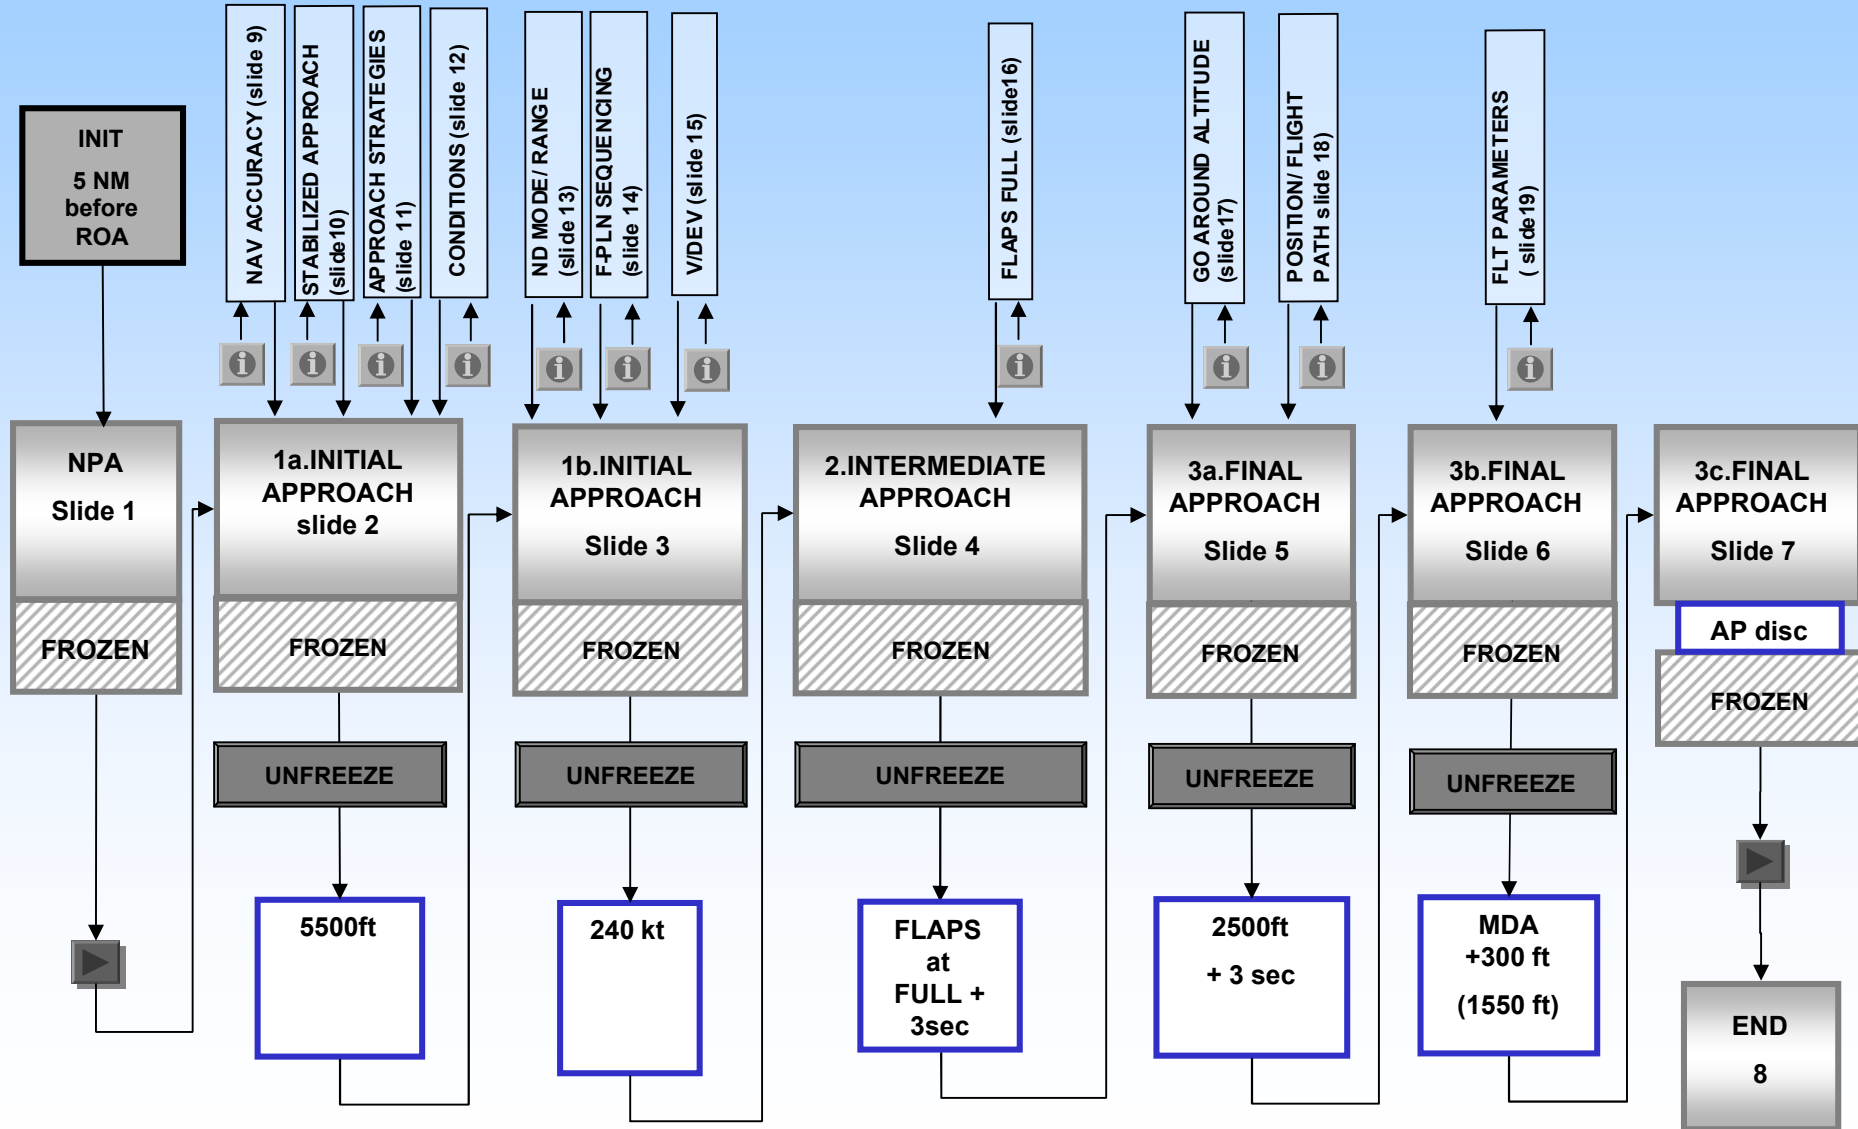 INIT
5 NM
before
ROA
NAV ACCURACY (slide 9)
STABILIZED APPROACH
(slide10)
APPROACH STRATEGIES
(slide 11)
CONDITIONS (slide 12)
ND MODE/ RANGE
(slide 13)
F-PLN SEQUENCING
(slide 14)
V/DEV (slide 15)
FLAPS FULL (slide16)
GO AROUND ALTITUDE
(slide17)
POSITION/ FLIGHT
PATH slide 18)
FLT PARAMETERS
( slide19)
NPA
Slide 1
FROZEN
1a.INITIAL
APPROACH
slide 2
FROZEN
UNFREEZE
5500ft
1b.INITIAL
APPROACH
Slide 3
FROZEN
UNFREEZE
240 kt
2.INTERMEDIATE
APPROACH
Slide 4
FROZEN
UNFREEZE
FLAPS
at
FULL +
3sec
3a.FINAL
APPROACH
Slide 5
FROZEN
UNFREEZE
2500ft
+ 3 sec
3b.FINAL
APPROACH
Slide 6
FROZEN
UNFREEZE
MDA
+300 ft
(1550 ft)
3c.FINAL
APPROACH
Slide 7
AP disc
FROZEN
END
8